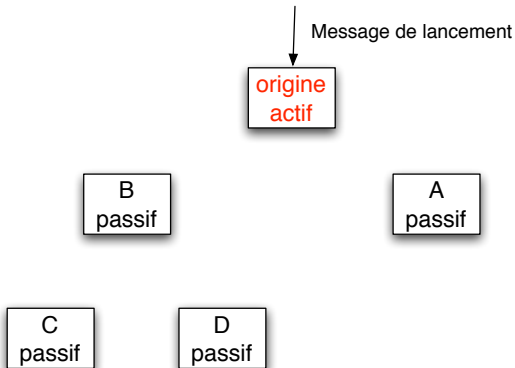 Message de lancement
origine
actif
B
passif
A
passif
C
passif
D
passif